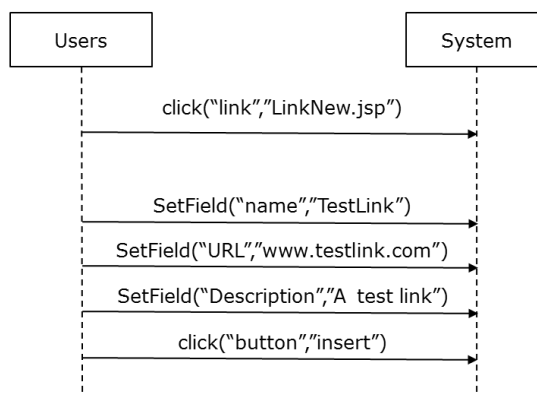 Users
System
click(“link”,”LinkNew.jsp”)
SetField(“name”,”TestLink”)
SetField(“URL”,”www.testlink.com”)
SetField(“Description”,”A test link”)
click(“button”,”insert”)